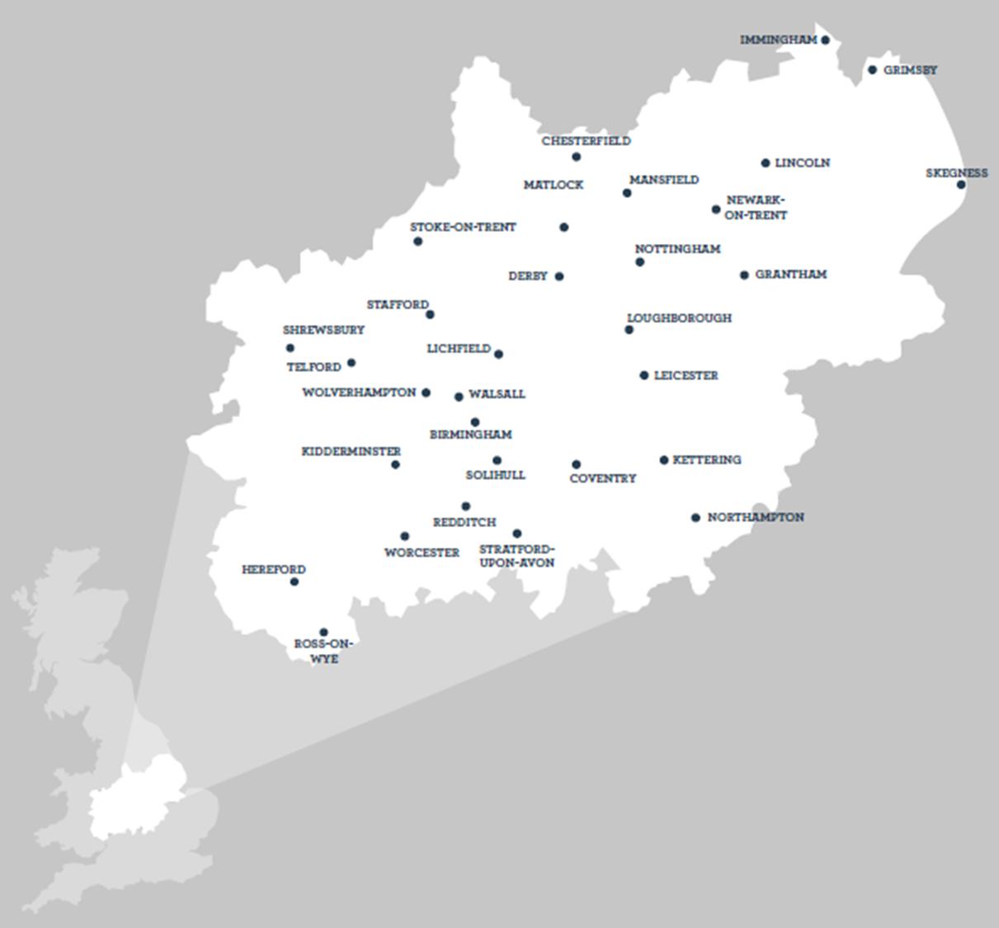 IMMINGHAM
GRIMSBY
CHESTERFIELD
LINCOLN
SKEGNESS
MATLOCK
MANSFIELD
NEWARK-
ON-TRENT
STOKE-ON-TRENT
NOTTINGHAM
DERBY
GRANTHAM
STAFFORD
LOUGHBOROUGH
SHREWSBURY
LICHFIELD
TELFORD
LEICESTER
WOLVERHAMPTON
WALSALL
BIRMINGHAM
KIDDERMINSTER
KETTERING
SOLIHULL
COVENTRY
NORTHAMPTON
REDDITCH
WORCESTER
STRATFORD-
UPON-AVON
HEREFORD
ROSS-ON-
WYE